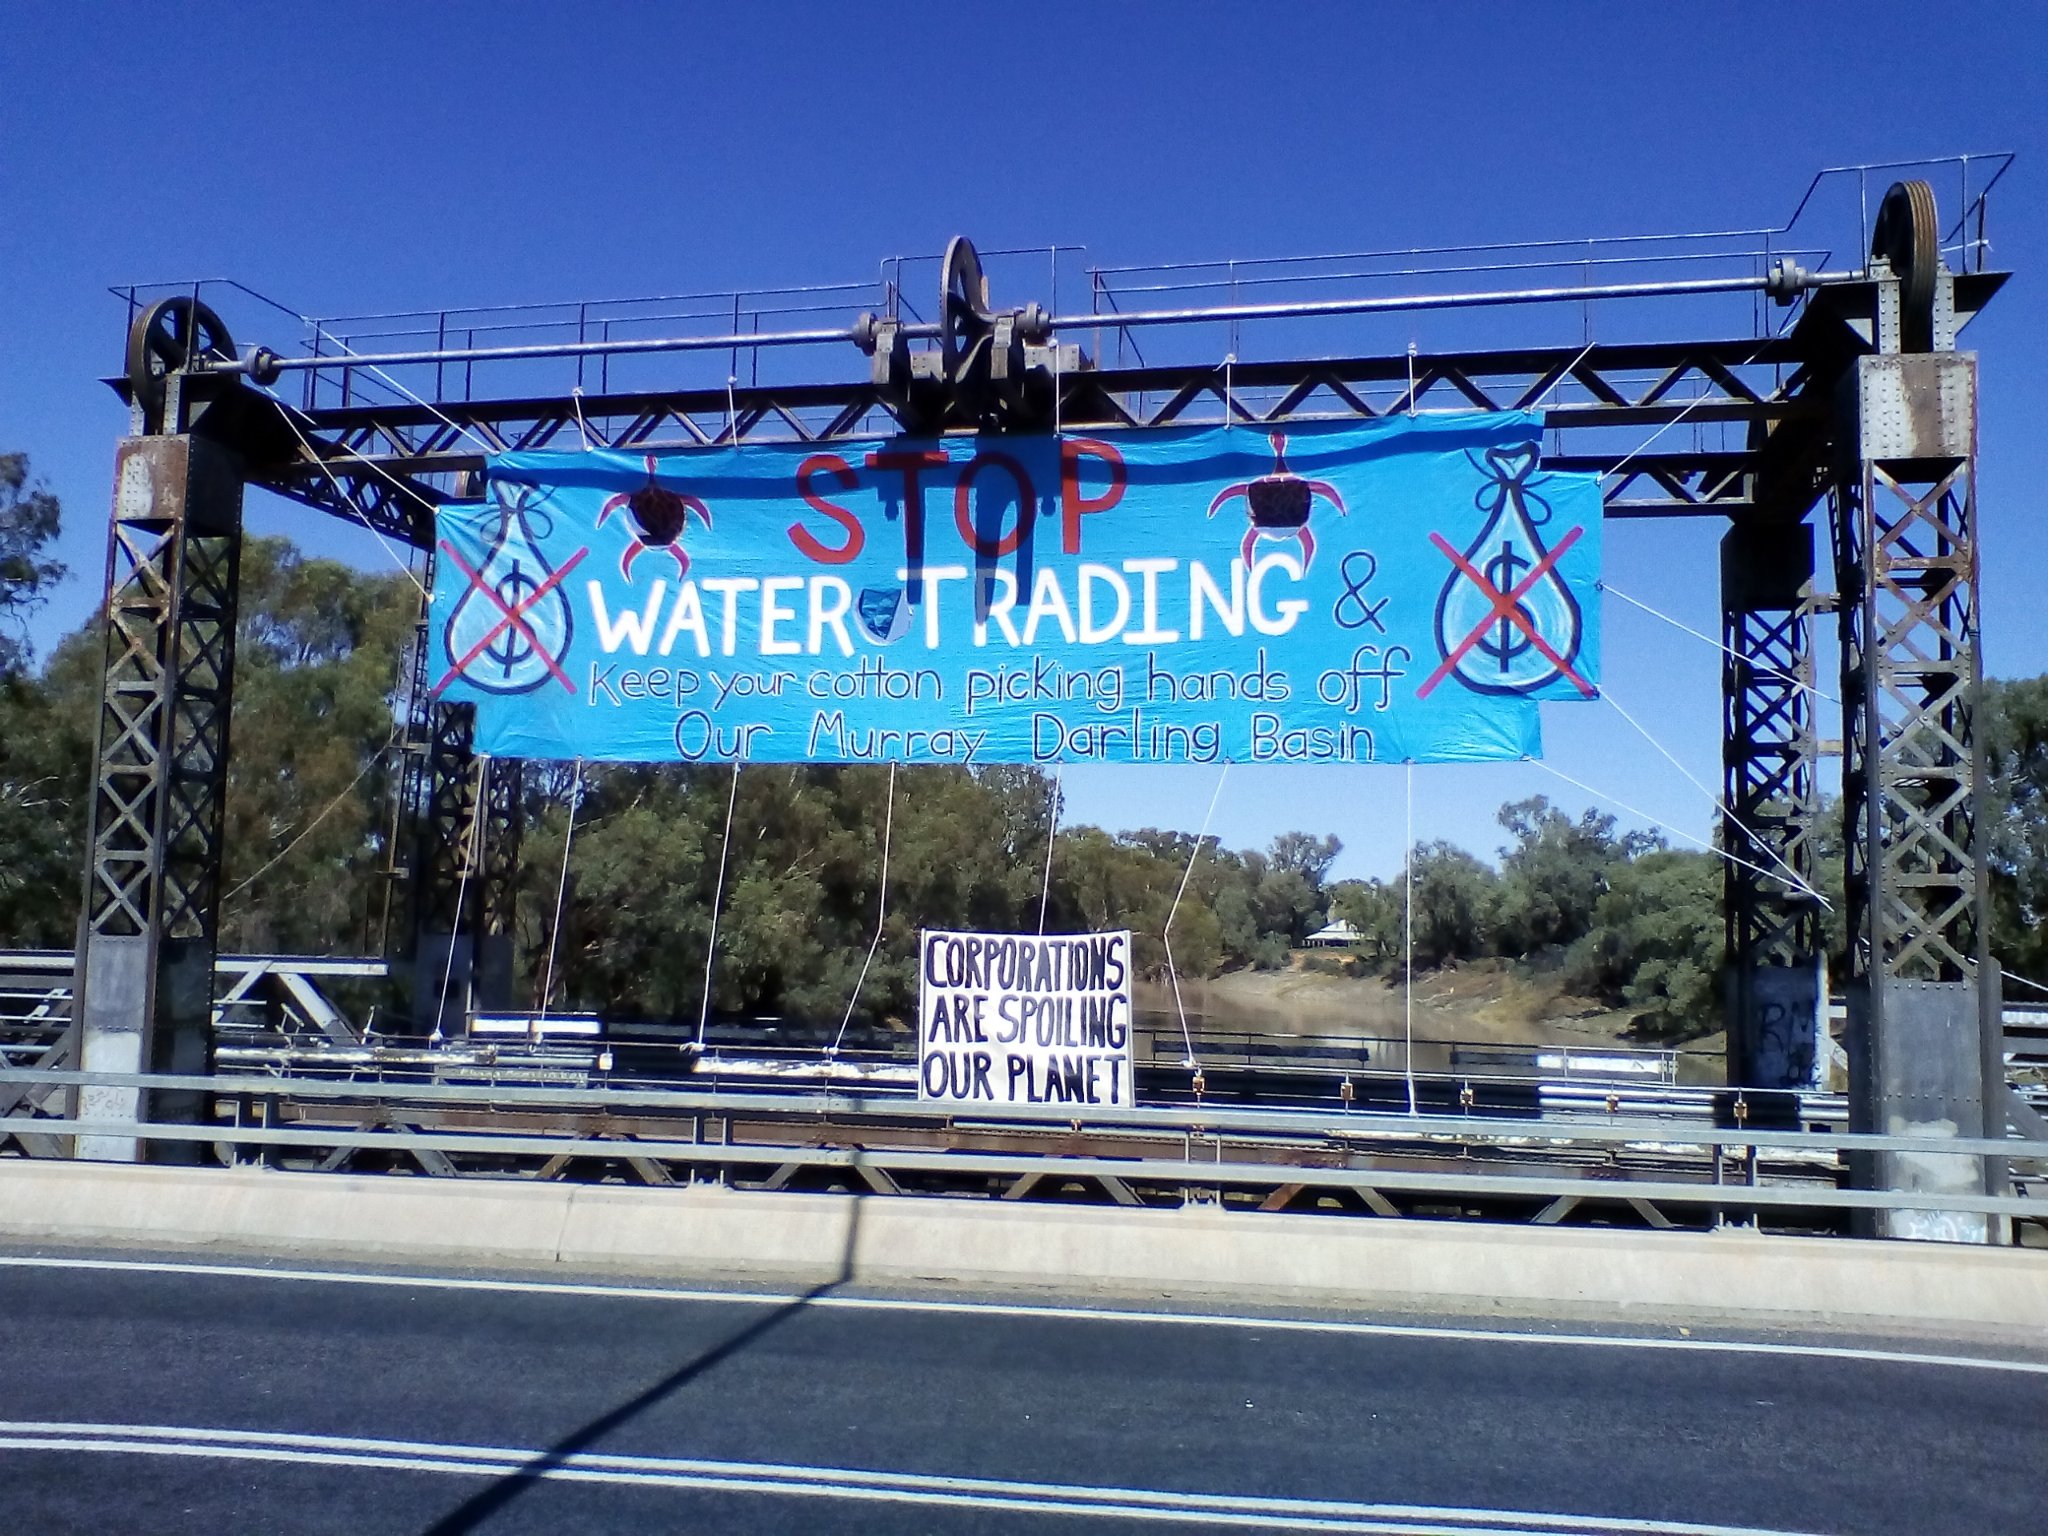 STOP
WATER TRADING &
Keep your cotton picking hands off
Our Murray Darling Basin
$
$
CORPORATIONS
ARE SPOILING
OUR PLANET